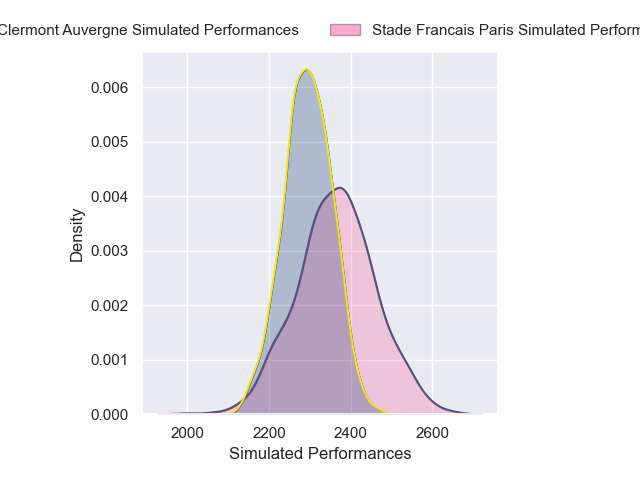 Clermont Auvergne Simulated Performances
Stade Francais Paris Simulated Perform
0.006
0.005
0.004
0.003
0.002
0.001
0.000
Density
2000
2200
2400
2600
Simulated Performances